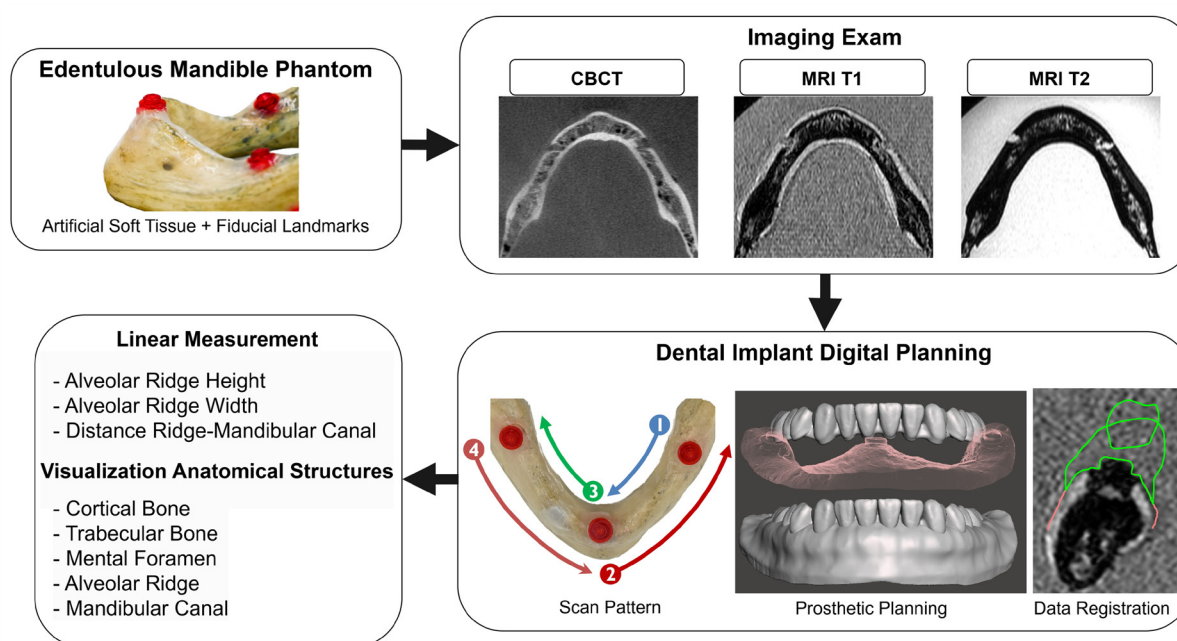 Edentulous Mandible Phantom
Artificial Soft Tissue + Fiducial Landmarks
Imaging Exam
CBCT
MRI T1
MRI T2
Dental Implant Digital Planning
1
2
3
4
Scan Pattern
Prosthetic Planning
Data Registration
Linear Measurement
- Alveolar Ridge Height
- Alveolar Ridge Width
- Distance Ridge-Mandibular Canal
Visualization Anatomical Structures
- Cortical Bone
- Trabecular Bone
- Mental Foramen
- Alveolar Ridge
- Mandibular Canal